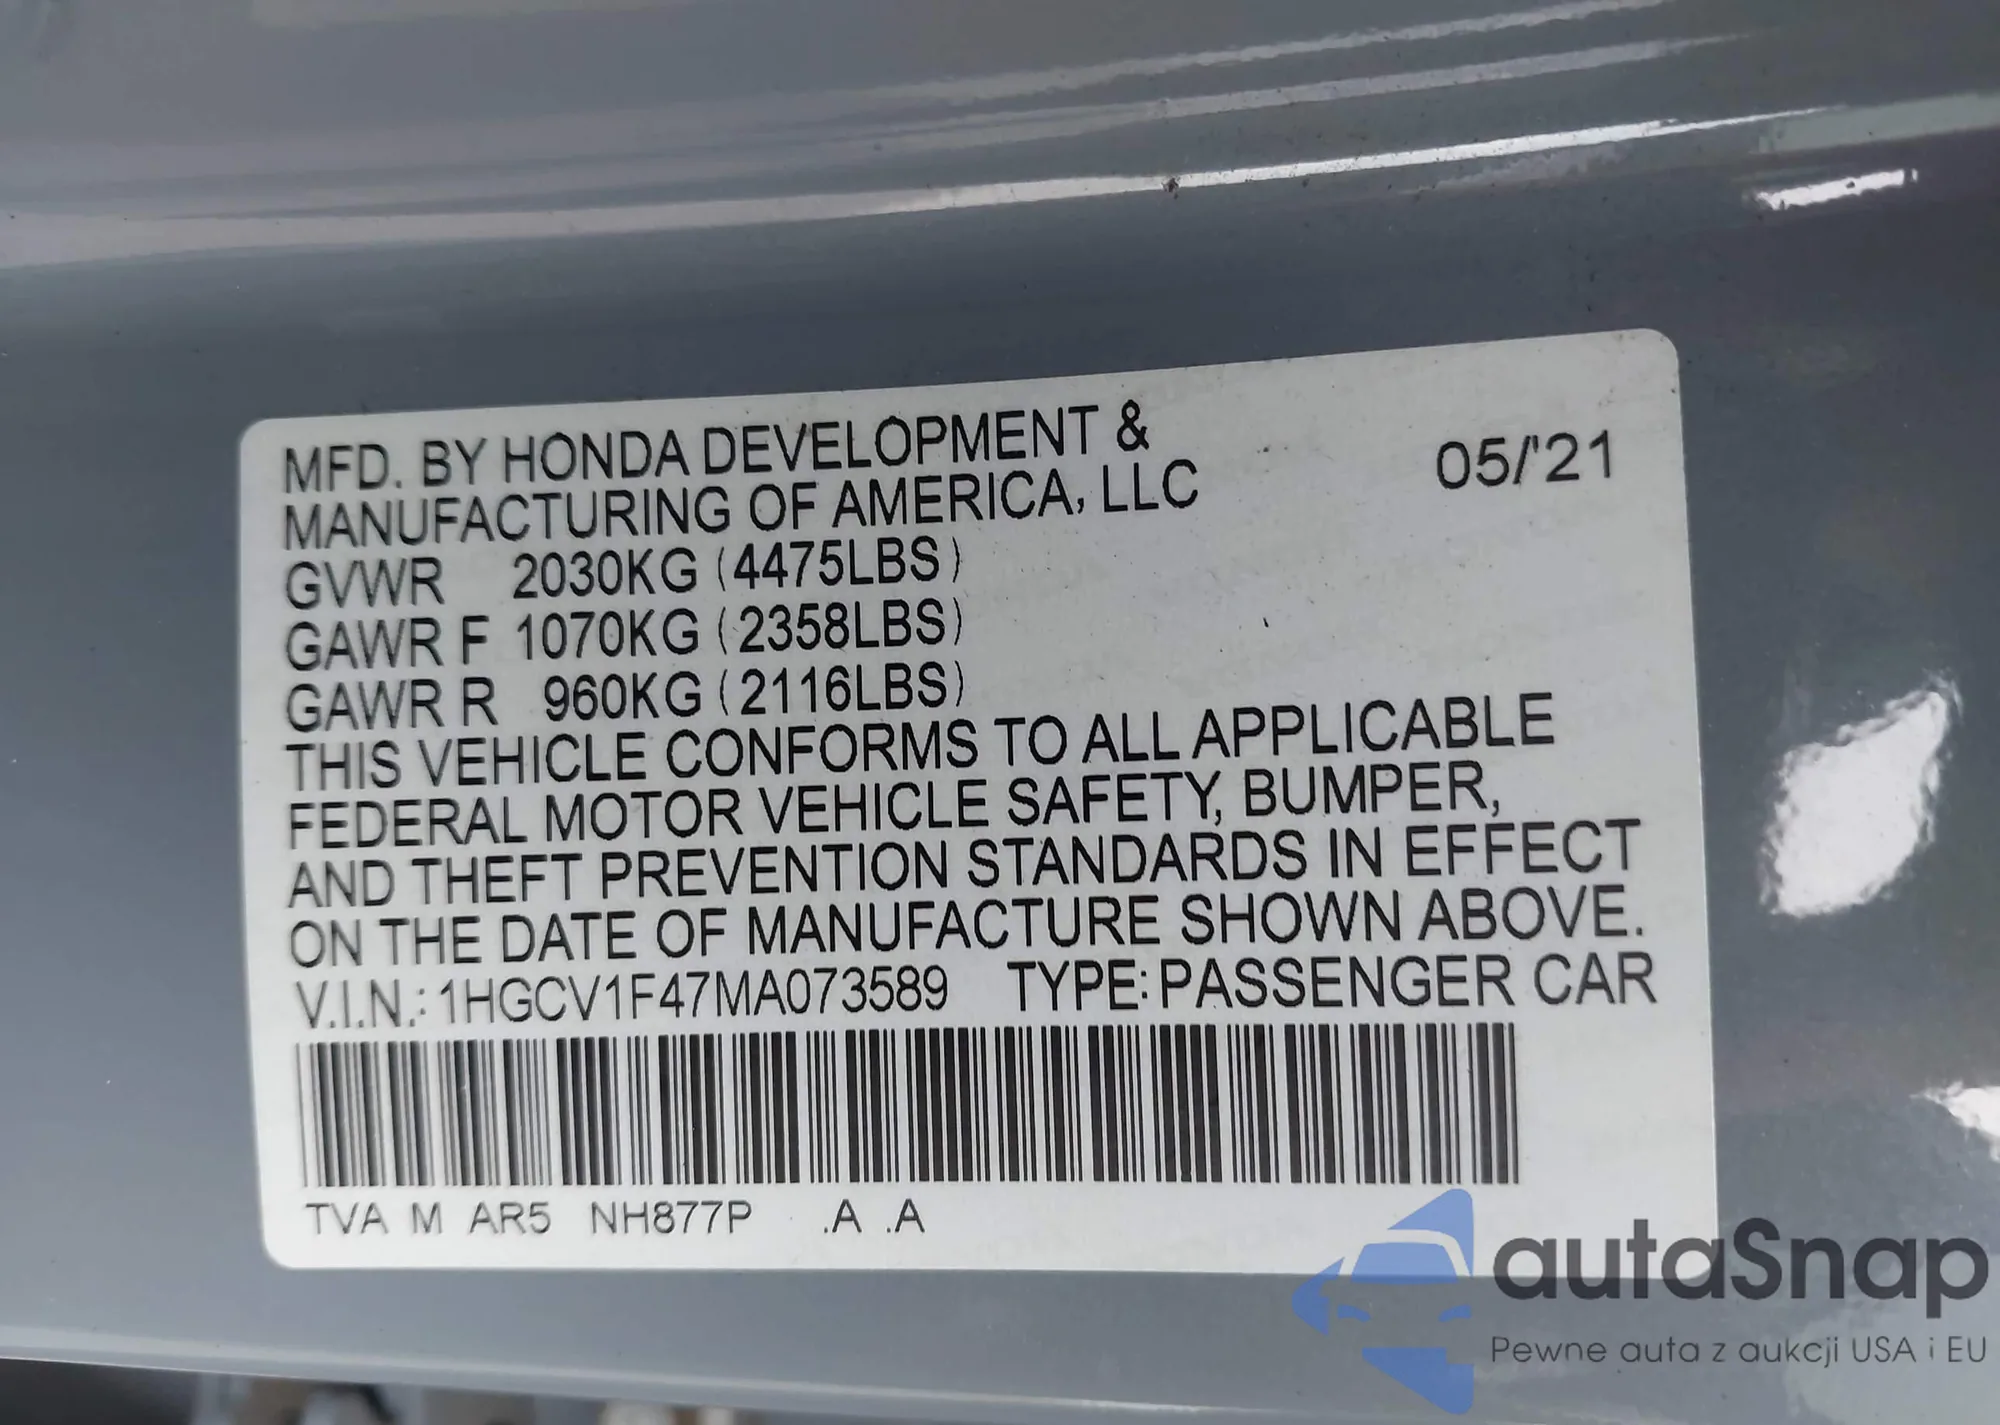 MFD. BY HONDA DEVELOPMENT &
MANUFACTURING OF AMERICA, LLC
05/'21
GVWR 2030KG (4475LBS)
GAWR F 1070KG (2358LBS)
GAWR R 960KG (2116LBS)
THIS VEHICLE CONFORMS TO ALL APPLICABLE
FEDERAL MOTOR VEHICLE SAFETY, BUMPER,
AND THEFT PREVENTION STANDARDS IN EFFECT
ON THE DATE OF MANUFACTURE SHOWN ABOVE.
V.I.N.: 1HGCV1F47MA073589 TYPE: PASSENGER CAR
TVA M AR5 NH877P .A .A
autaSnap
Pewne auta z aukcji USA i EU